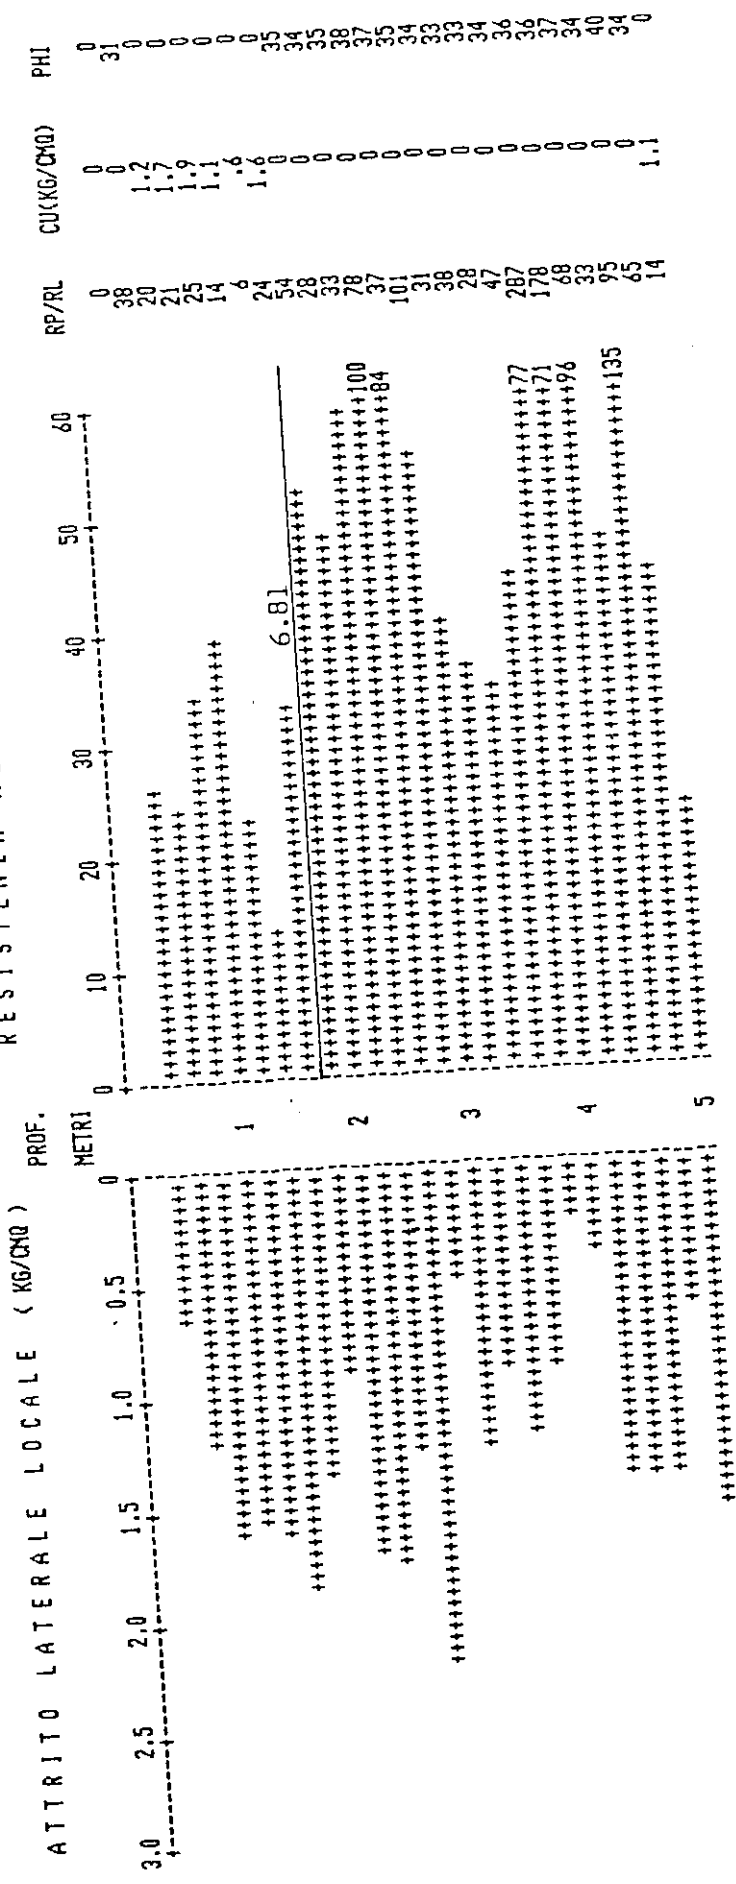 ATTRITO LATERALE LOCALE (KG/CMQ) PROF. METRI RP/RL CU(KG/CMQ) PHI
3.0 2.5 2.0 1.5 1.0 0.5 0 0 10 20 30 40 50 60
0 0 0
38 0 31
20 1.2 0
21 1.7 0
1 25 1.9 0
14 1.1 0
6 .6 0
24 1.6 0
6.81
54 0 35
2 28 0 34
33 0 35
100 78 0 38
84 37 0 37
101 0 35
3 31 0 34
38 0 33
28 0 33
47 0 34
77 287 0 36
4 71 178 0 36
96 68 0 37
33 0 34
135 95 0 40
65 0 34
5 14 1.1 0